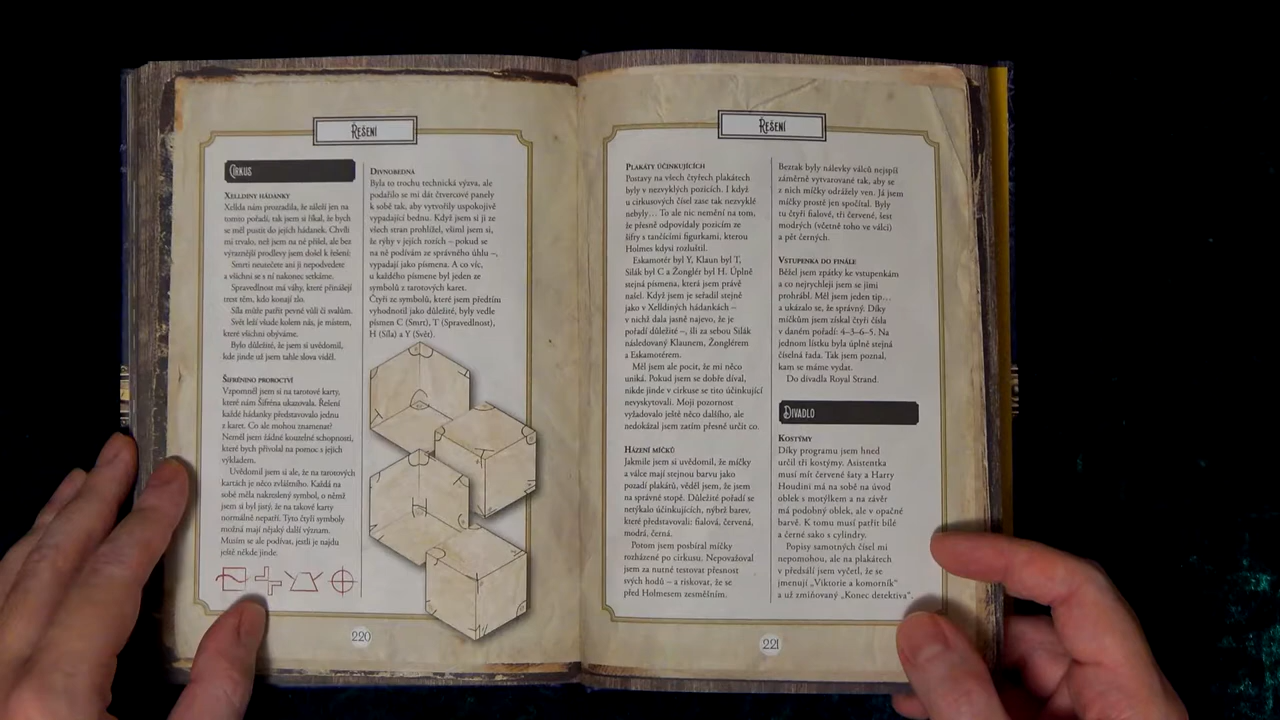 Řešení
Cirkus
Xelldiny hádanky
Xellda nám prozradila, že záleží jen na
tomto pořadí, tak jsem si říkal, že bych
se měl pustit do jejích hádanek. Chvíli
mi trvalo, než jsem na ně přišel, ale bez
výraznější prodlevy jsem došel k řešení:
Smrti neutečete ani ji nepodvedete
a všichni se s ní nakonec setkáme.
Spravedlnost má váhy, které přinášejí
trest těm, kdo konají zlo.
Síla může patřit pevné vůli či svalům.
Svět leží všude kolem nás, je místem,
které všichni obýváme.
Bylo důležité, že jsem si uvědomil,
kde jinde už jsem tahle slova viděl.
Šifrénino proroctví
Vzpomněl jsem si na tarotové karty,
které nám Šifréna ukazovala. Řešení
každé hádanky představovalo jednu
z karet. Co ale mohou znamenat?
Neměl jsem žádné kouzelné schopnosti,
které bych přivolal na pomoc s jejich
výkladem.
Uvědomil jsem si ale, že na tarotových
kartách je něco zvláštního. Každá na
sobě měla nakreslený symbol, o němž
jsem si byl jistý, že na takové karty
normálně nepatří. Tyto čtyři symboly
možná mají nějaký další význam.
Musím se ale podívat, jestli je najdu
ještě někde jinde.
Divnobedna
Byla to trochu technická výzva, ale
podařilo se mi dát čtvercové panely
k sobě tak, aby vytvořily uspokojivě
vypadající bednu. Když jsem si ji ze
všech stran prohlížel, všiml jsem si,
že rýhy v jejích rozích – pokud se
na ně podívám ze správného úhlu –,
vypadají jako písmena. A co víc,
u každého písmene byl jeden ze
symbolů z tarotových karet.
Čtyři ze symbolů, které jsem předtím
vyhodnotil jako důležité, byly vedle
písmen C (Smrt), T (Spravedlnost),
H (Síla) a Y (Svět).
220
Řešení
Plakáty účinkujících
Postavy na všech čtyřech plakátech
byly v nezvyklých pozicích. I když
u cirkusových čísel zase tak nezvyklé
nebyly… To ale nic nemění na tom,
že přesně odpovídaly pozicím ze
šifry s tančícími figurkami, kterou
Holmes kdysi rozluštil.
Eskamotér byl Y, Klaun byl T,
Silák byl C a Žonglér byl H. Úplně
stejná písmena, která jsem právě
našel. Když jsem je seřadil stejně
jako v Xelldiných hádankách –
v nichž dala jasně najevo, že je
pořadí důležité –, šli za sebou Silák
následovaný Klaunem, Žonglérem
a Eskamotérem.
Měl jsem ale pocit, že mi něco
uniká. Pokud jsem se dobře díval,
nikde jinde v cirkuse se tito účinkující
nevyskytovali. Moji pozornost
vyžadovalo ještě něco dalšího, ale
nedokázal jsem zatím přesně určit co.
Házení míčků
Jakmile jsem si uvědomil, že míčky
a válce mají stejnou barvu jako
pozadí plakátů, věděl jsem, že jsem
na správné stopě. Důležité pořadí se
netýkalo účinkujících, nýbrž barev,
které představovali: fialová, červená,
modrá, černá.
Potom jsem posbíral míčky
rozházené po cirkusu. Nepovažoval
jsem za nutné testovat přesnost
svých hodů – a riskovat, že se
před Holmesem zesměšním.
Beztak byly nálevky válců nejspíš
záměrně vytvarované tak, aby se
z nich míčky odrážely ven. Já jsem
míčky prostě jen spočítal. Byly
tu čtyři fialové, tři červené, šest
modrých (včetně toho ve válci)
a pět černých.
Vstupenka do finále
Běžel jsem zpátky ke vstupenkám
a co nejrychleji jsem se jimi
prohrábl. Měl jsem jeden tip…
a ukázalo se, že správný. Díky
míčkům jsem získal čtyři čísla
v daném pořadí: 4–3–6–5. Na
jednom lístku byla úplně stejná
číselná řada. Tak jsem poznal,
kam se máme vydat.
Do divadla Royal Strand.
Divadlo
Kostýmy
Díky programu jsem hned
určil tři kostýmy. Asistentka
musí mít červené šaty a Harry
Houdini má na sobě na úvod
oblek s motýlkem a na závěr
má podobný oblek, ale v opačné
barvě. K tomu musí patřit bílé
a černé sako s cylindry.
Popisy samotných čísel mi
nepomohou, ale na plakátech
v předsálí jsem vyčetl, že se
jmenují „Viktorie a komorník“
a už zmiňovaný „Konec detektiva“.
221